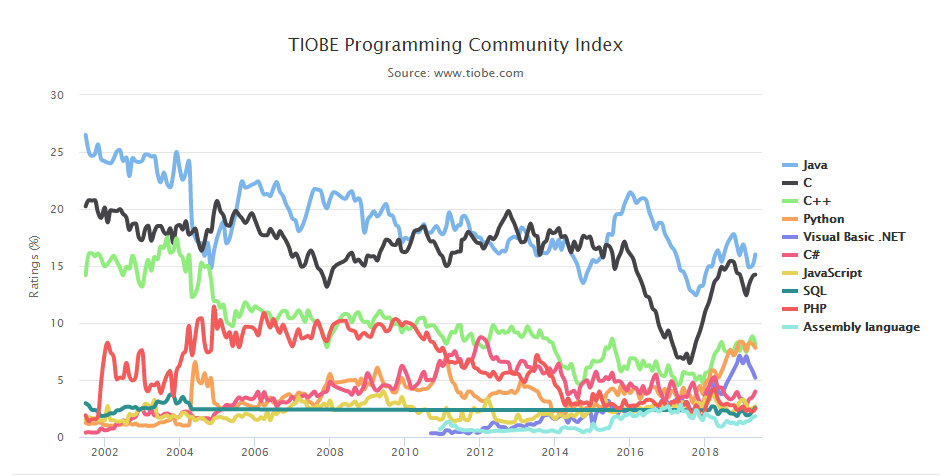 TIOBE Programming Community Index
Source: www.tiobe.com
Ratings (%)
30
25
20
15
10
5
0
2002 2004 2006 2008 2010 2012 2014 2016 2018
Java
C
C++
Python
Visual Basic .NET
C#
JavaScript
SQL
PHP
Assembly language